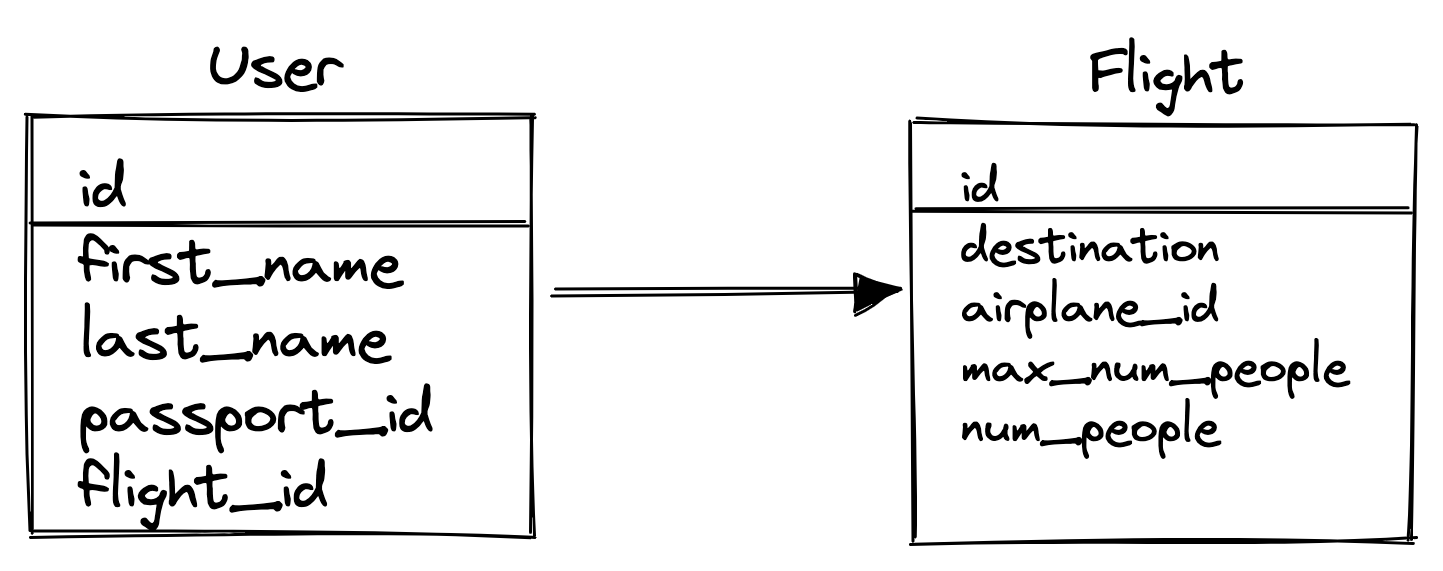 User
id
first_name
last_name
passport_id
flight_id
Flight
id
destination
airplane_id
max_num_people
num_people